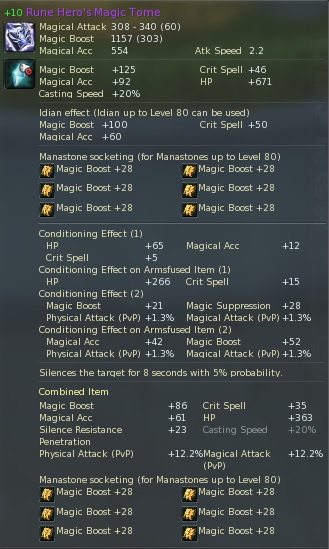 +10 Rune Hero's Magic Tome
Magical Attack 308 - 340 (60)
Magic Boost 1157 (303)
Magical Acc 554 Atk Speed 2.2
Magic Boost +125 Crit Spell +46
Magical Acc +92 HP +671
Casting Speed +20%
Idian effect (Idian up to Level 80 can be used)
Magic Boost +100 Crit Spell +50
Magical Acc +60
Manastone socketing (for Manastones up to Level 80)
Magic Boost +28 Magic Boost +28
Magic Boost +28 Magic Boost +28
Magic Boost +28 Magic Boost +28
Conditioning Effect (1)
HP +65 Magical Acc +12
Crit Spell +5
Conditioning Effect on Armsfused Item (1)
HP +266 Crit Spell +15
Conditioning Effect (2)
Magic Boost +21 Magic Suppression +28
Physical Attack (PvP) +1.3% Magical Attack (PvP) +1.3%
Conditioning Effect on Armsfused Item (2)
Magical Acc +42 Magic Boost +52
Physical Attack (PvP) +1.3% Magical Attack (PvP) +1.3%
Silences the target for 8 seconds with 5% probability.
Combined Item
Magic Boost +86 Crit Spell +35
Magical Acc +61 HP +363
Silence Resistance +23 Casting Speed +20%
Penetration
Physical Attack (PvP) +12.2% Magical Attack +12.2%
(PvP)
Manastone socketing (for Manastones up to Level 80)
Magic Boost +28 Magic Boost +28
Magic Boost +28 Magic Boost +28
Magic Boost +28 Magic Boost +28